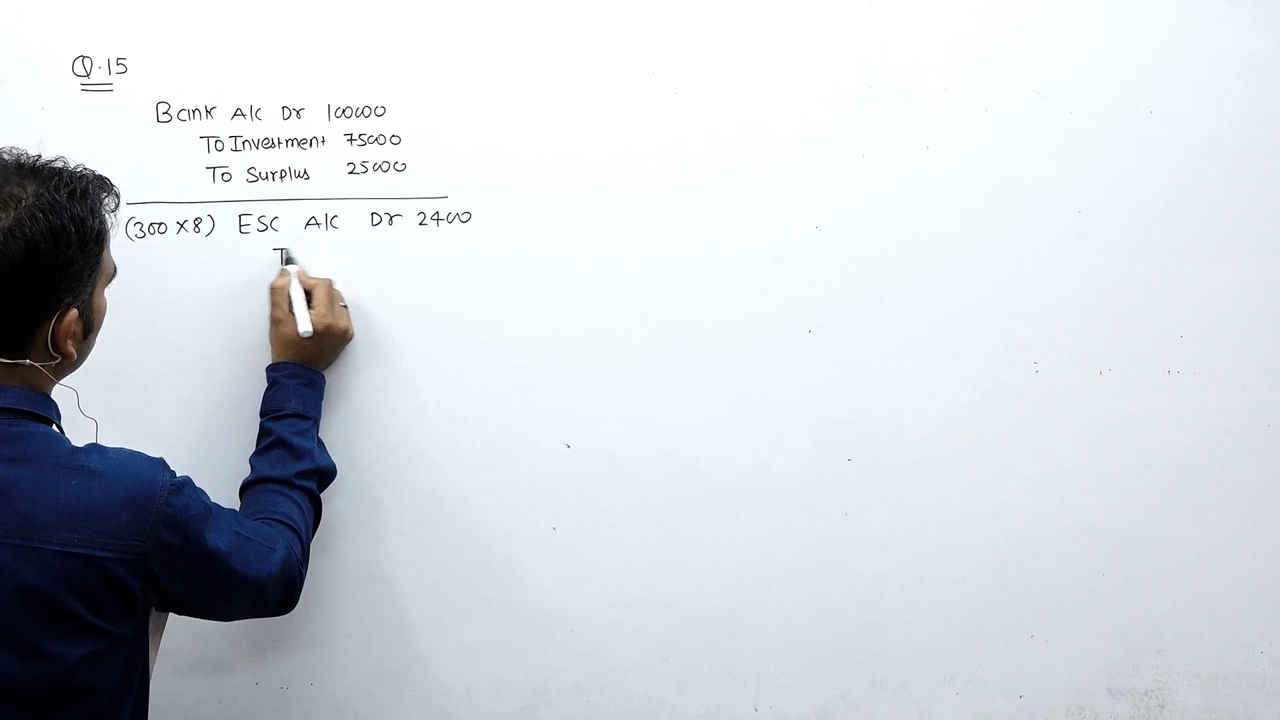 Q.15
Bank A/C Dr 100000
To Investment 75000
To Surplus 25000
(300 X 8) ESC A/C Dr 2400
T